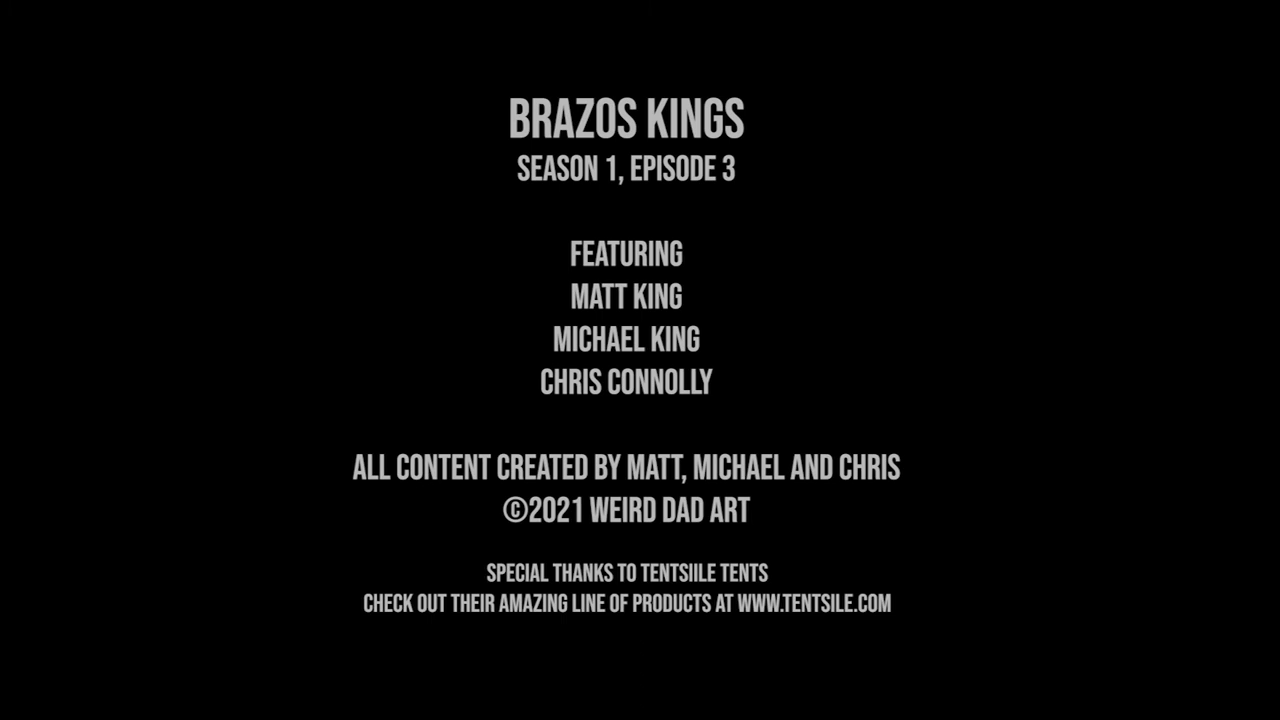 BRAZOS KINGS
SEASON 1, EPISODE 3
FEATURING
MATT KING
MICHAEL KING
CHRIS CONNOLLY
ALL CONTENT CREATED BY MATT, MICHAEL AND CHRIS
©2021 WEIRD DAD ART
SPECIAL THANKS TO TENTSIILE TENTS
CHECK OUT THEIR AMAZING LINE OF PRODUCTS AT WWW.TENTSILE.COM